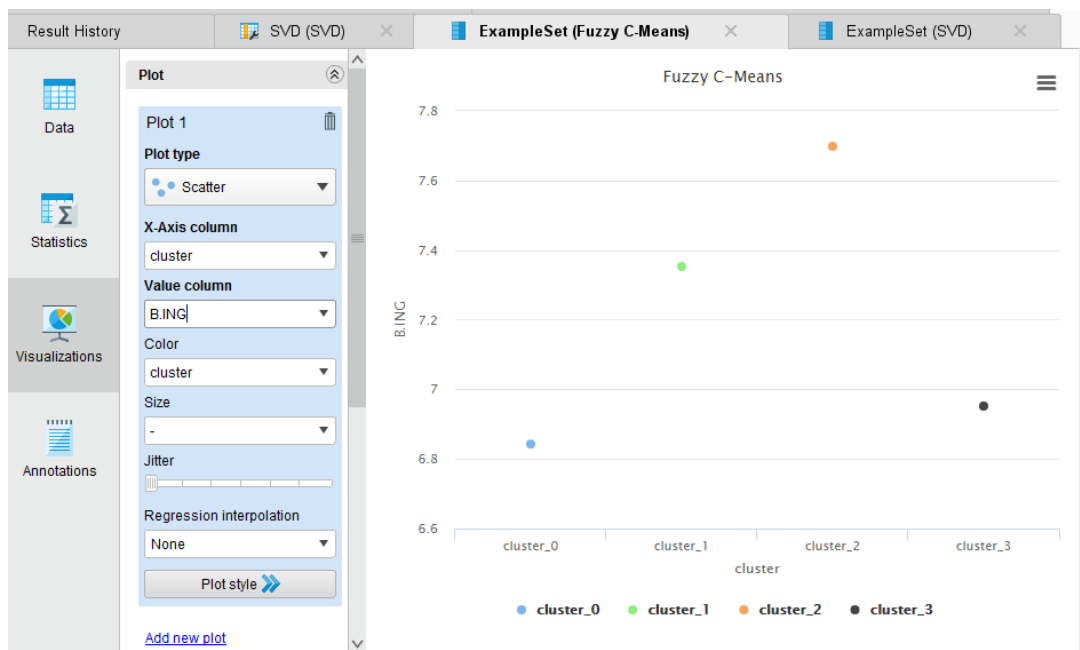 Result History
SVD (SVD)
ExampleSet (Fuzzy C-Means)
ExampleSet (SVD)
Data
Statistics
Visualizations
Annotations
Plot
Plot 1
Plot type
Scatter
X-Axis column
cluster
Value column
B.ING
Color
cluster
Size
-
Jitter
Regression interpolation
None
Plot style
Add new plot
Fuzzy C-Means
7.8
7.6
7.4
7.2
7
6.8
6.6
B.ING
cluster_0 cluster_1 cluster_2 cluster_3
cluster
cluster_0 cluster_1 cluster_2 cluster_3